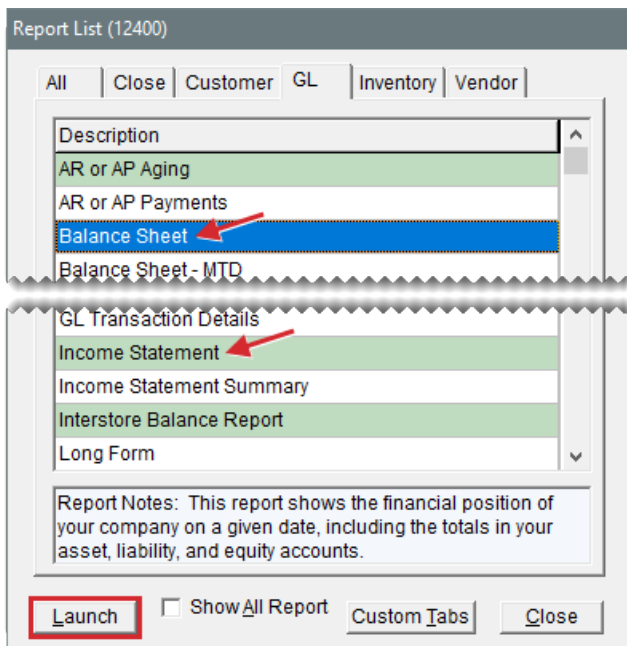 Report List (12400)
All Close Customer GL Inventory Vendor
Description
AR or AP Aging
AR or AP Payments
Balance Sheet
Balance Sheet - MTD
GL Transaction Details
Income Statement
Income Statement Summary
Interstore Balance Report
Long Form
Report Notes: This report shows the financial position of
your company on a given date, including the totals in your
asset, liability, and equity accounts.
Launch Show All Report Custom Tabs Close